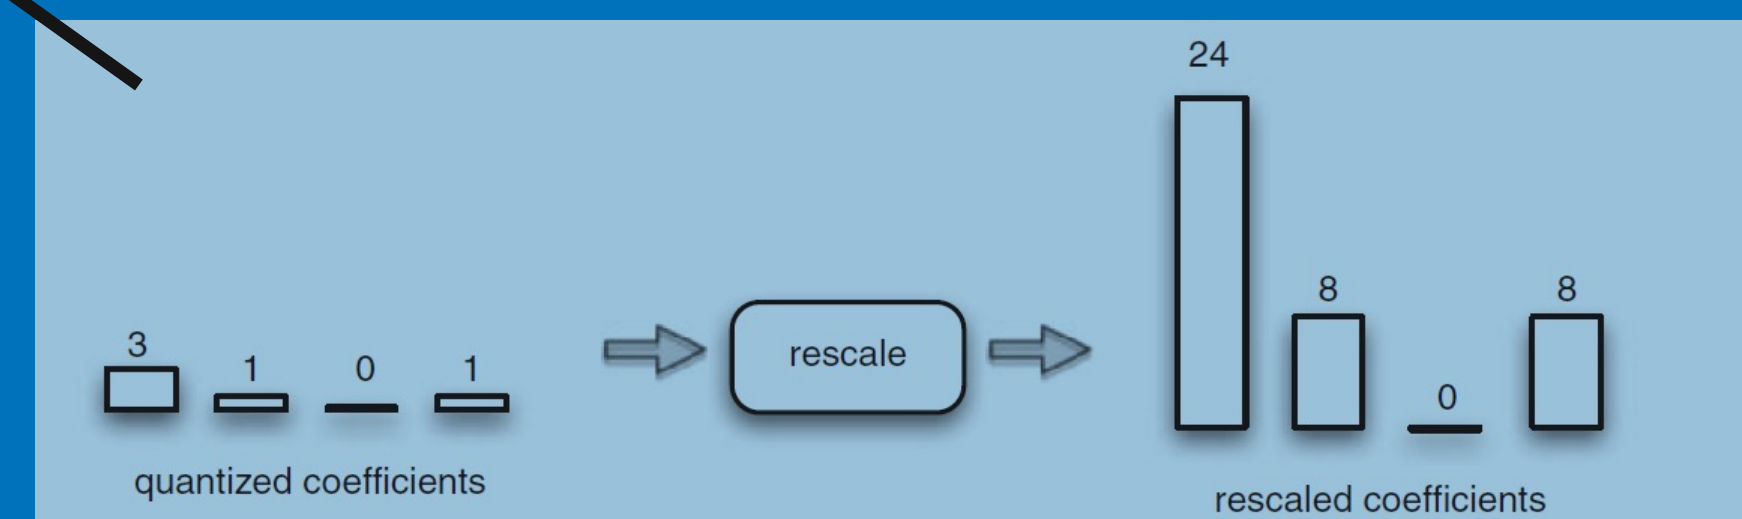 3 1 0 1
quantized coefficients
rescale
24
8 0 8
rescaled coefficients